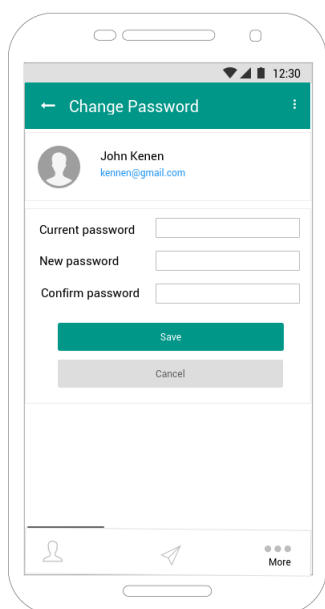 12:30
Change Password
John Kenen
kennen@gmail.com
Current password
New password
Confirm password
Save
Cancel
More